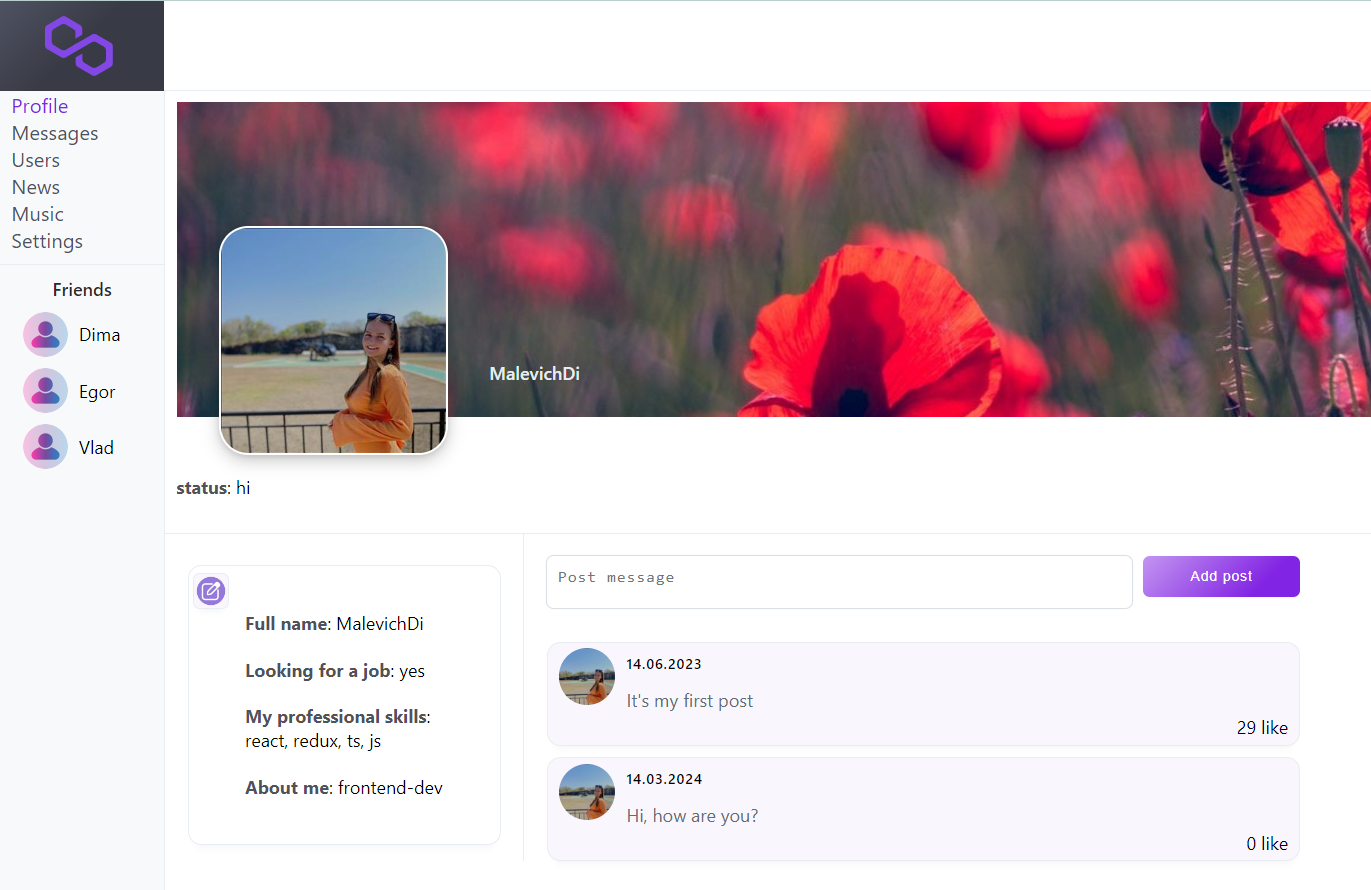 Profile
Messages
Users
News
Music
Settings
Friends
Dima
Egor
Vlad
MalevichDi
status: hi
Full name: MalevichDi
Looking for a job: yes
My professional skills:
react, redux, ts, js
About me: frontend-dev
Post message
Add post
14.06.2023
It's my first post
29 like
14.03.2024
Hi, how are you?
0 like